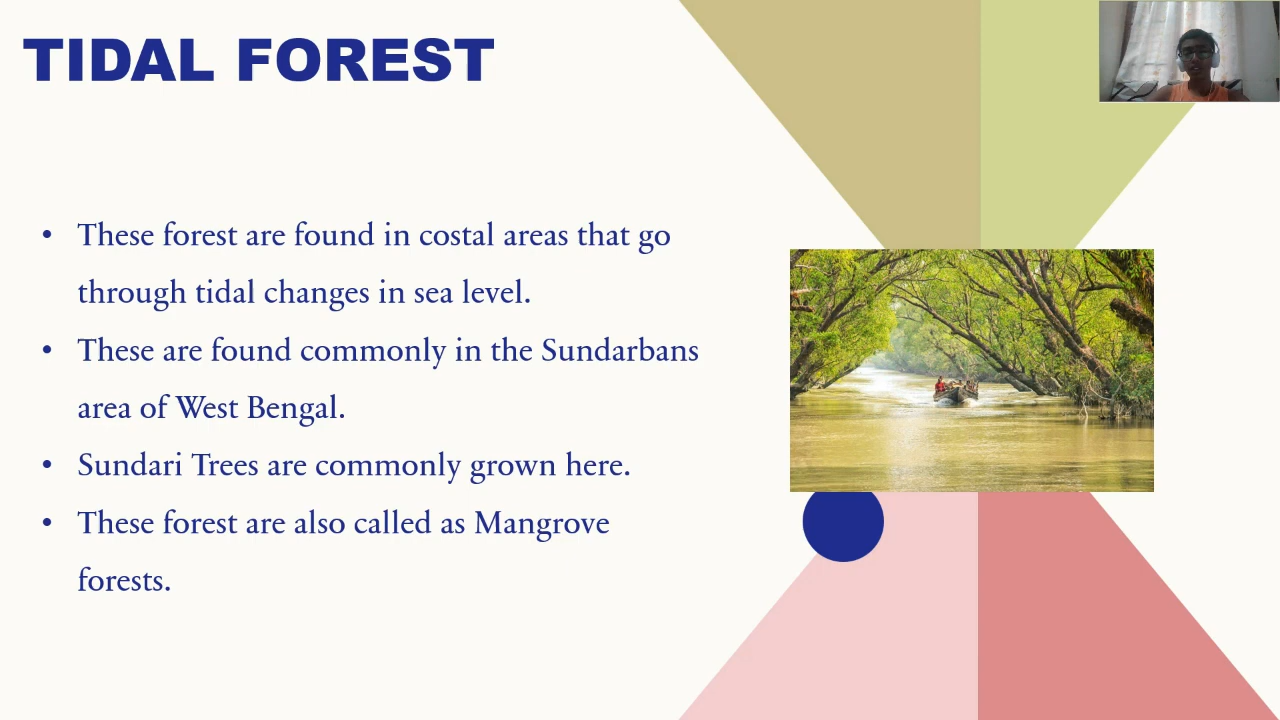 TIDAL FOREST
• These forest are found in costal areas that go
through tidal changes in sea level.
• These are found commonly in the Sundarbans
area of West Bengal.
• Sundari Trees are commonly grown here.
• These forest are also called as Mangrove
forests.